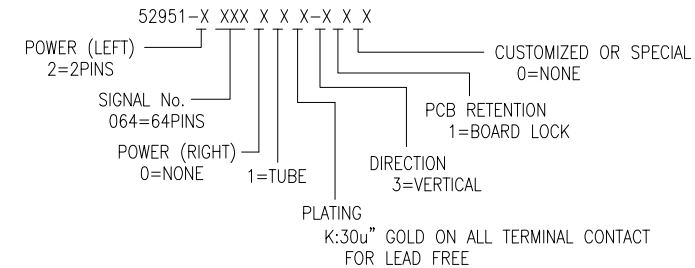 52951-X XXX X X X-X X X
POWER (LEFT)
2=2PINS
CUSTOMIZED OR SPECIAL
0=NONE
SIGNAL No.
064=64PINS
PCB RETENTION
1=BOARD LOCK
POWER (RIGHT)
0=NONE
1=TUBE
DIRECTION
3=VERTICAL
PLATING
K:30u" GOLD ON ALL TERMINAL CONTACT
FOR LEAD FREE